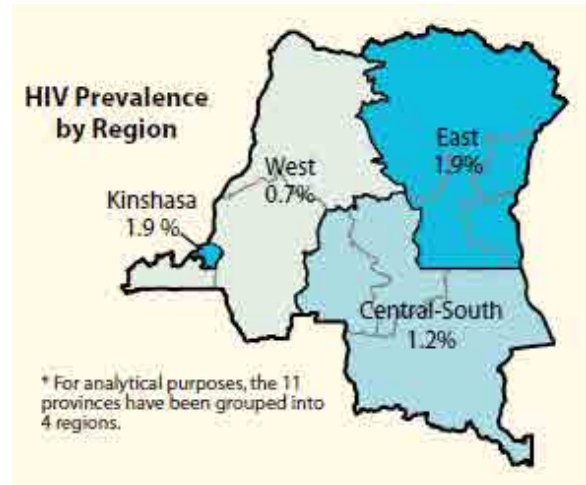 HIV Prevalence
by Region
East
1.9%
West
0.7%
Kinshasa
1.9 %
Central-South
1.2%
* For analytical purposes, the 11
provinces have been grouped into
4 regions.